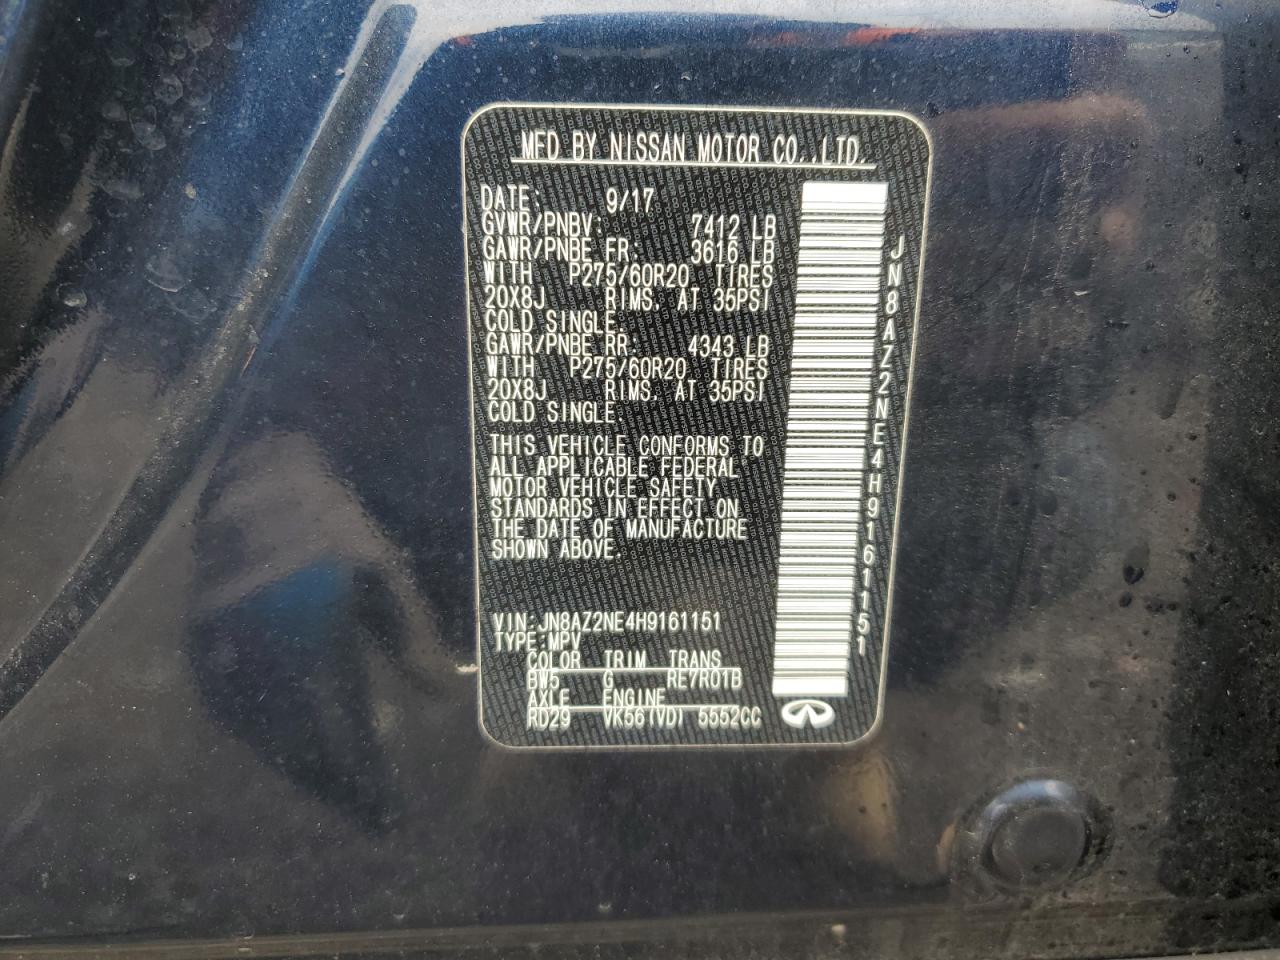 MFD BY NISSAN MOTOR CO.,LTD.
DATE: 9/17
GVWR/PNBV: 7412 LB
GAWR/PNBE FR: 3616 LB
WITH P275/60R20 TIRES
20X8J RIMS, AT 35PSI
COLD SINGLE.
GAWR/PNBE RR: 4343 LB
WITH P275/60R20 TIRES
20X8J RIMS, AT 35PSI
COLD SINGLE.
THIS VEHICLE CONFORMS TO
ALL APPLICABLE FEDERAL
MOTOR VEHICLE SAFETY
STANDARDS IN EFFECT ON
THE DATE OF MANUFACTURE
SHOWN ABOVE.
VIN:JN8AZ2NE4H9161151
TYPE:MPV
COLOR TRIM TRANS
BW5 G RE7R01B
AXLE ENGINE
RD29 VK56(VD) 5552CC
JN8AZ2NE4H9161151